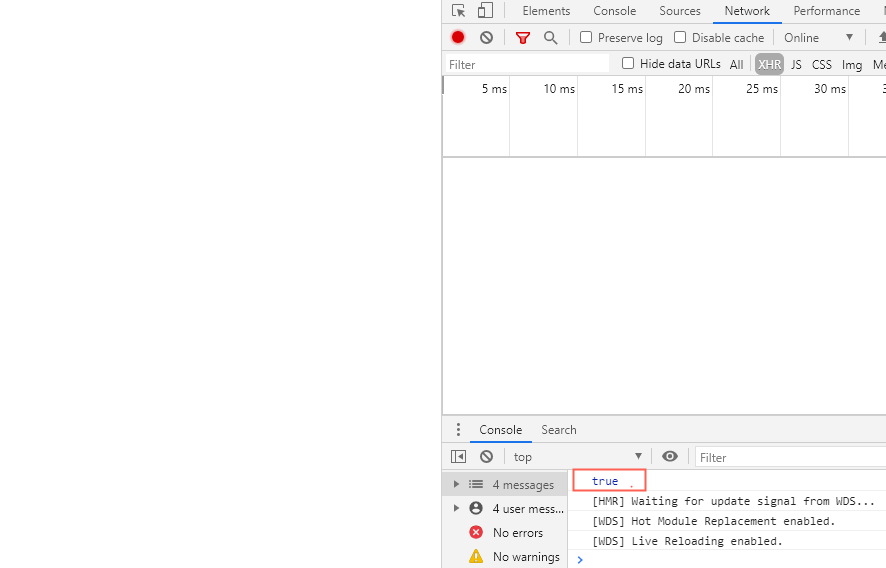 Elements Console Sources Network Performance
Preserve log Disable cache Online
Filter Hide data URLs All XHR JS CSS Img Me
5 ms 10 ms 15 ms 20 ms 25 ms 30 ms 3
Console Search
top Filter
4 messages
4 user mess...
No errors
No warnings
true
[HMR] Waiting for update signal from WDS...
[WDS] Hot Module Replacement enabled.
[WDS] Live Reloading enabled.
>